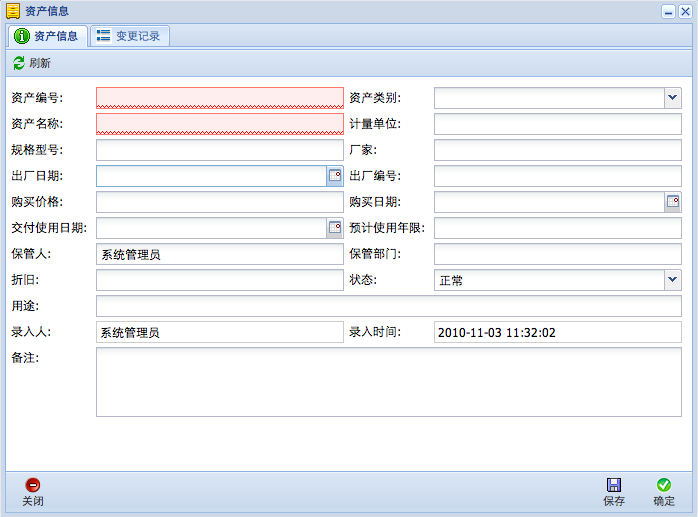 资产信息
资产信息 变更记录
刷新
资产编号: 资产类别:
资产名称: 计量单位:
规格型号: 厂家:
出厂日期: 出厂编号:
购买价格: 购买日期:
交付使用日期: 预计使用年限:
保管人: 系统管理员 保管部门:
折旧: 状态: 正常
用途:
录入人: 系统管理员 录入时间: 2010-11-03 11:32:02
备注:
关闭 保存 确定